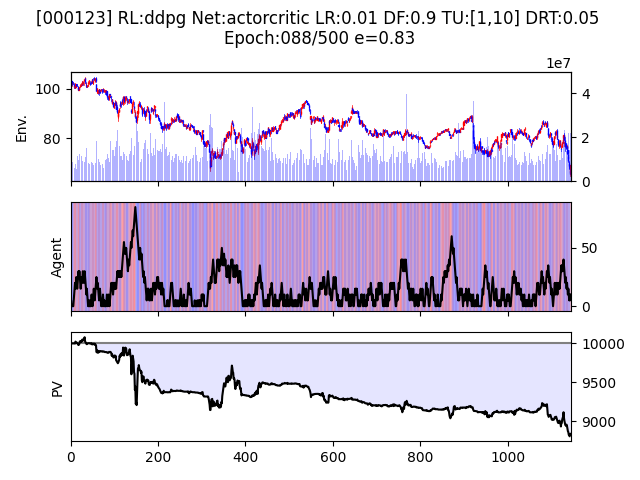 [000123] RL:ddpg Net:actorcritic LR:0.01 DF:0.9 TU:[1,10] DRT:0.05
Epoch:088/500 e=0.83
1e7
Env.
100
80
4
2
0
Agent
50
0
PV
10000
9500
9000
0
200
400
600
800
1000